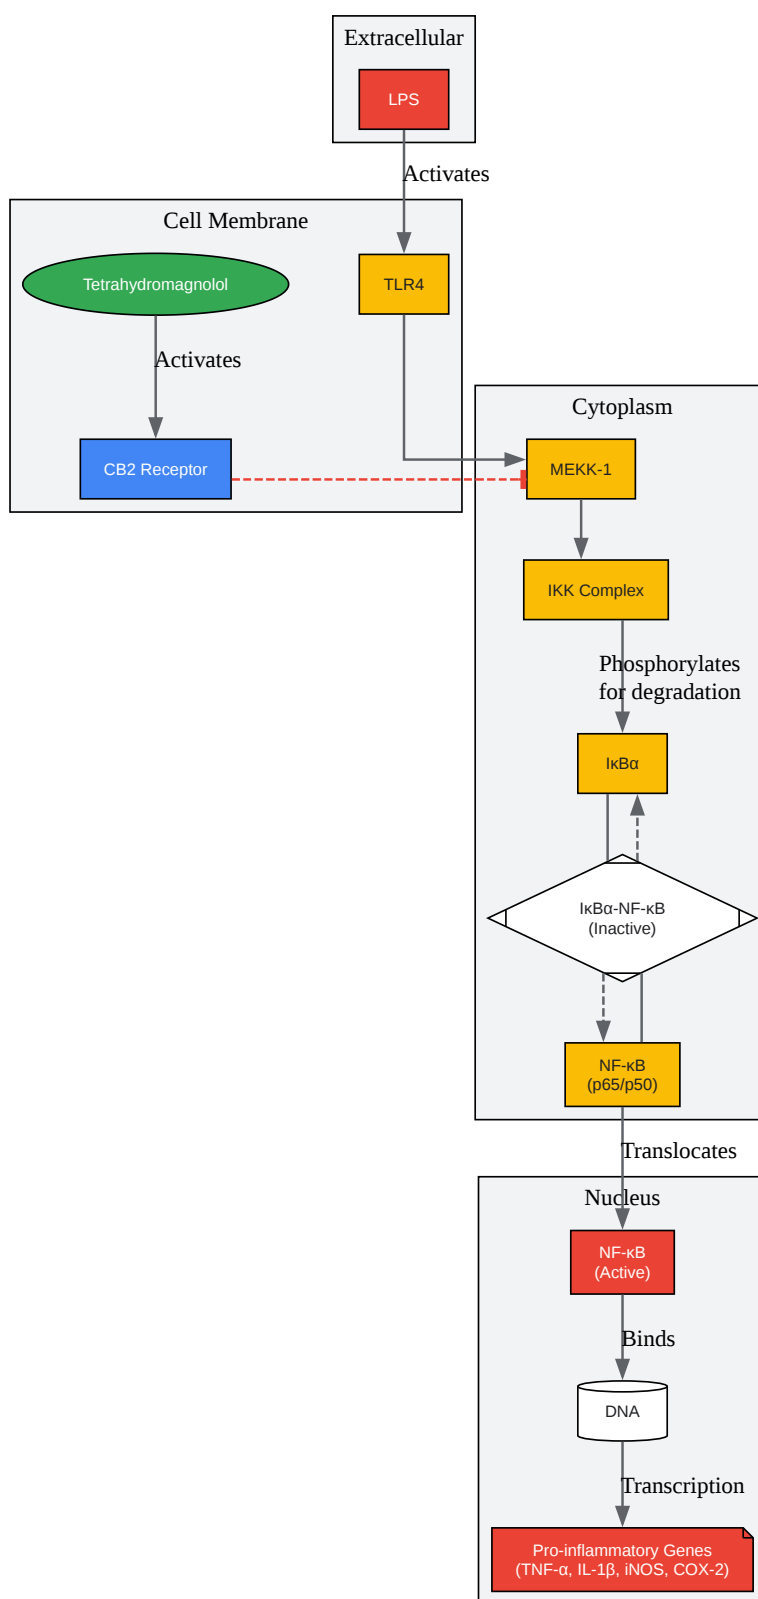 Extracellular
LPS
Activates
Cell Membrane
Tetrahydromagnolol
TLR4
Activates
Cytoplasm
CB2 Receptor
MEKK-1
IKK Complex
Phosphorylates
for degradation
IκBα
IκBα-NF-κB
(Inactive)
NF-κB
(p65/p50)
Translocates
Nucleus
NF-κB
(Active)
Binds
DNA
Transcription
Pro-inflammatory Genes
(TNF-α, IL-1β, iNOS, COX-2)